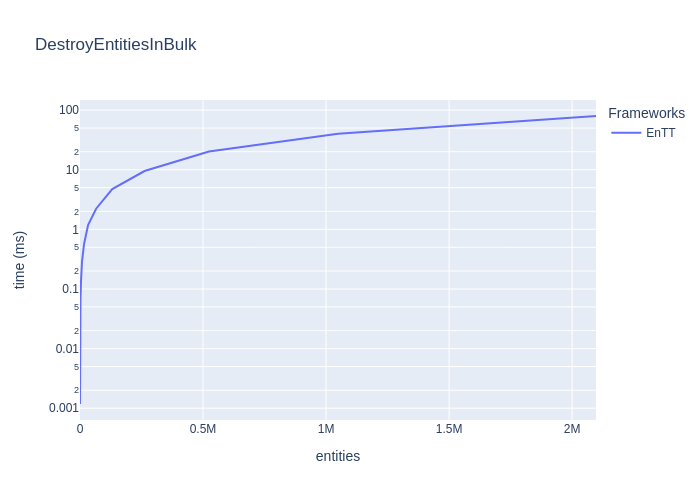 DestroyEntitiesInBulk
Frameworks
EnTT
100
5
2
10
5
2
1
5
2
0.1
5
2
0.01
5
2
0.001
time (ms)
0
0.5M
1M
1.5M
2M
entities